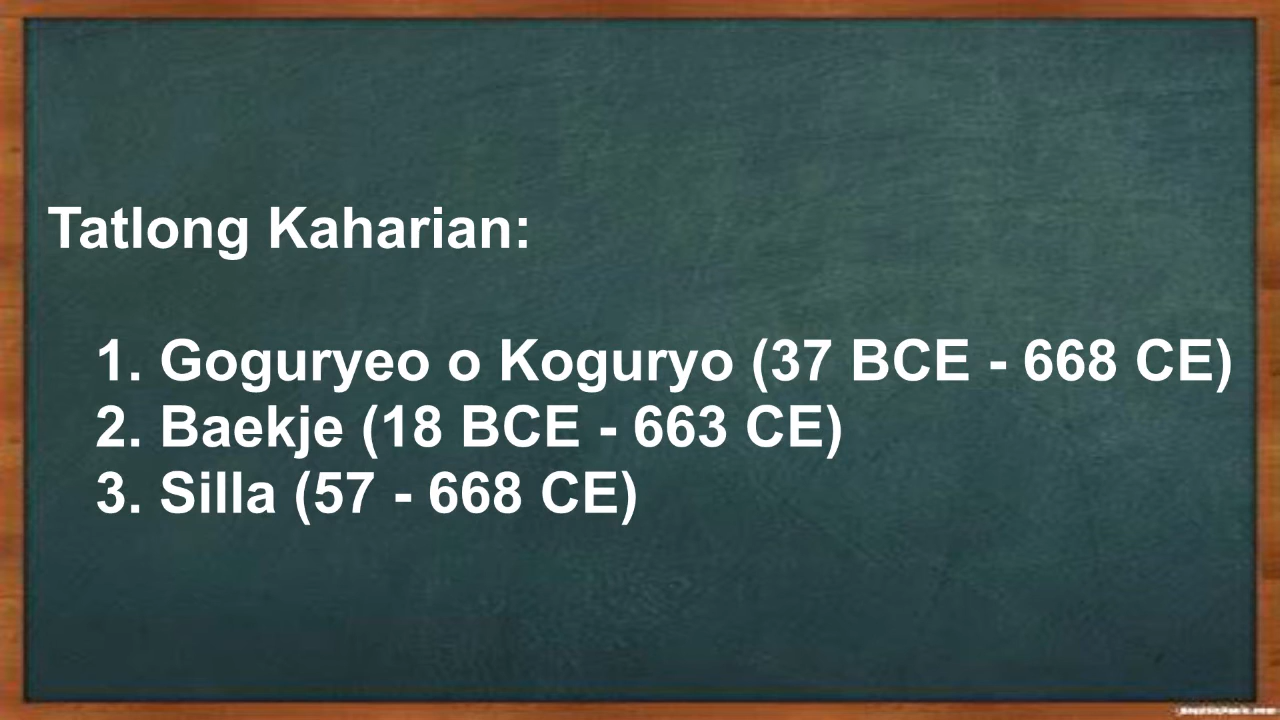 Tatlong Kaharian:
1. Goguryeo o Koguryo (37 BCE - 668 CE)
2. Baekje (18 BCE - 663 CE)
3. Silla (57 - 668 CE)